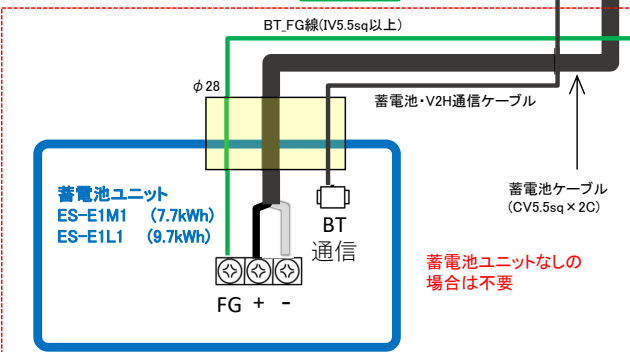 BT_FG線(IV5.5sq以上)
φ28
蓄電池・V2H通信ケーブル
蓄電池ケーブル
(CV5.5sq×2C)
蓄電池ユニット
ES-E1M1 (7.7kWh)
ES-E1L1 (9.7kWh)
BT
通信
FG + -
蓄電池ユニットなしの
場合は不要